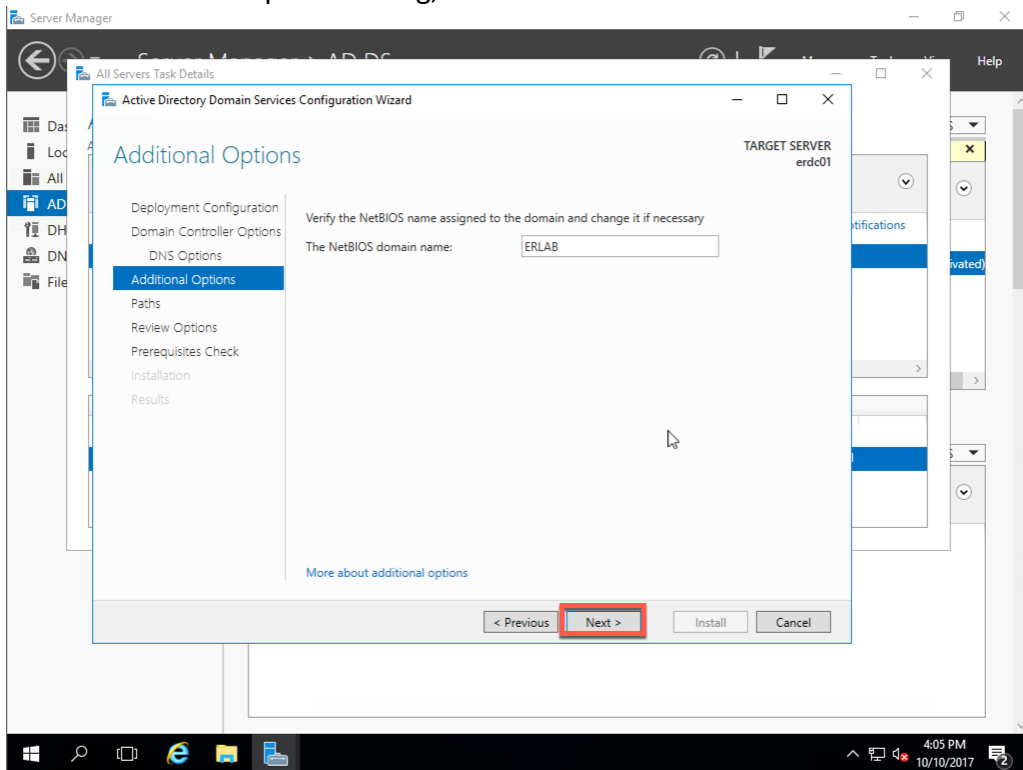 Server Manager
Help
All Servers Task Details
Active Directory Domain Services Configuration Wizard
Additional Options
TARGET SERVER
erdc01
Das
Loc
All
AD
DH
DN
File
Deployment Configuration
Domain Controller Options
DNS Options
Additional Options
Paths
Review Options
Prerequisites Check
Installation
Results
Verify the NetBIOS name assigned to the domain and change it if necessary
The NetBIOS domain name: ERLAB
otifications
ivated)
More about additional options
< Previous Next > Install Cancel
4:05 PM
10/10/2017
2